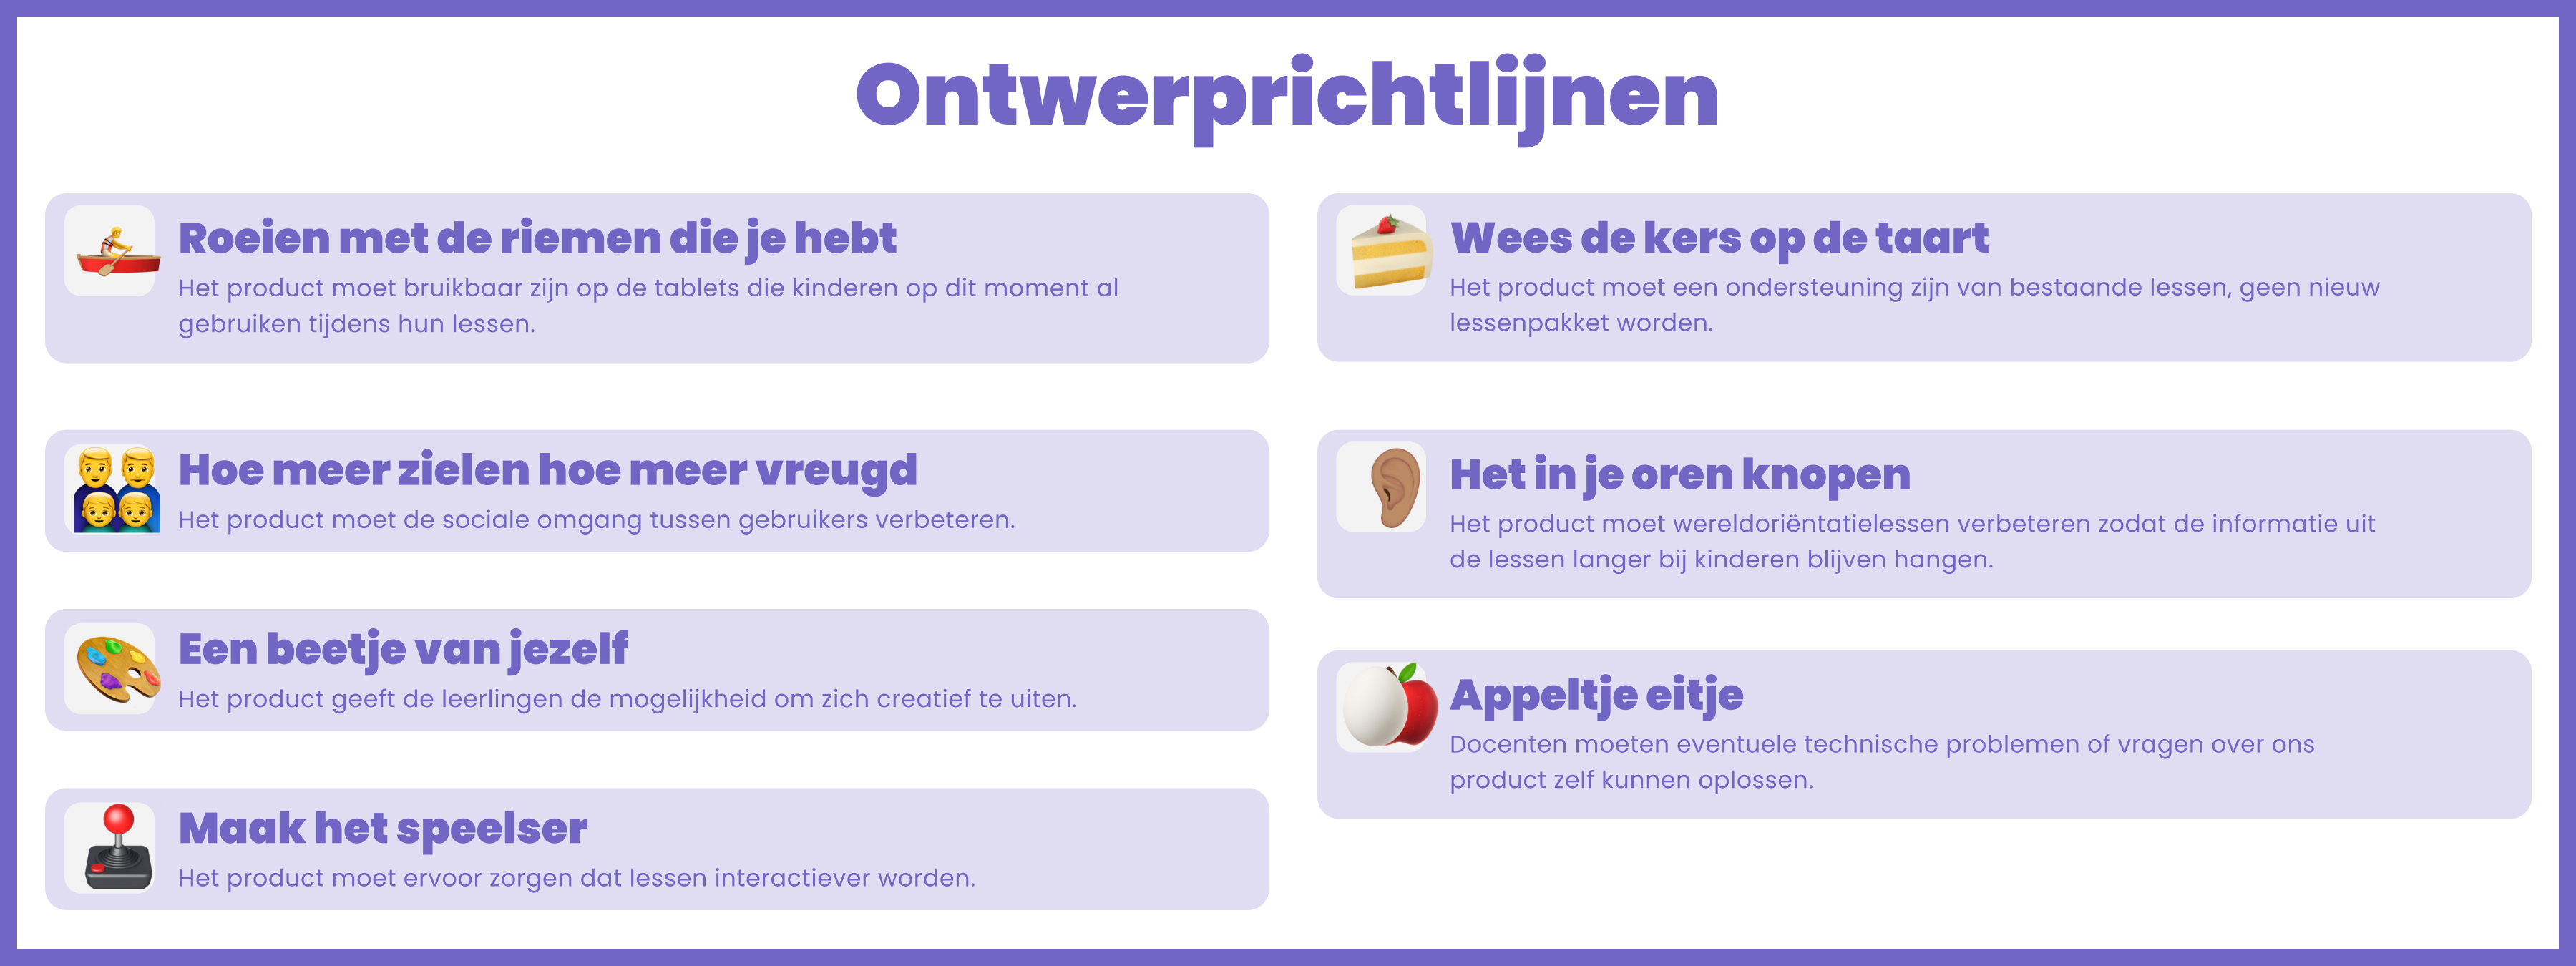 Ontwerprichtlijnen
Roeien met de riemen die je hebt
Het product moet bruikbaar zijn op de tablets die kinderen op dit moment al
gebruiken tijdens hun lessen.
Hoe meer zielen hoe meer vreugd
Het product moet de sociale omgang tussen gebruikers verbeteren.
Een beetje van jezelf
Het product geeft de leerlingen de mogelijkheid om zich creatief te uiten.
Maak het speelser
Het product moet ervoor zorgen dat lessen interactiever worden.
Wees de kers op de taart
Het product moet een ondersteuning zijn van bestaande lessen, geen nieuw
lessenpakket worden.
Het in je oren knopen
Het product moet wereldoriëntatielessen verbeteren zodat de informatie uit
de lessen langer bij kinderen blijven hangen.
Appeltje eitje
Docenten moeten eventuele technische problemen of vragen over ons
product zelf kunnen oplossen.